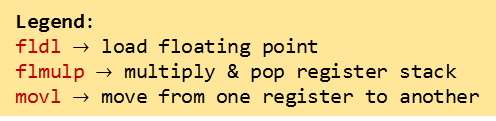 Legend:
fldl → load floating point
flmulp → multiply & pop register stack
movl → move from one register to another